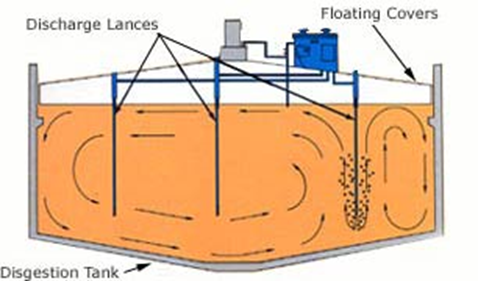 Floating Covers
Discharge Lances
Disgestion Tank